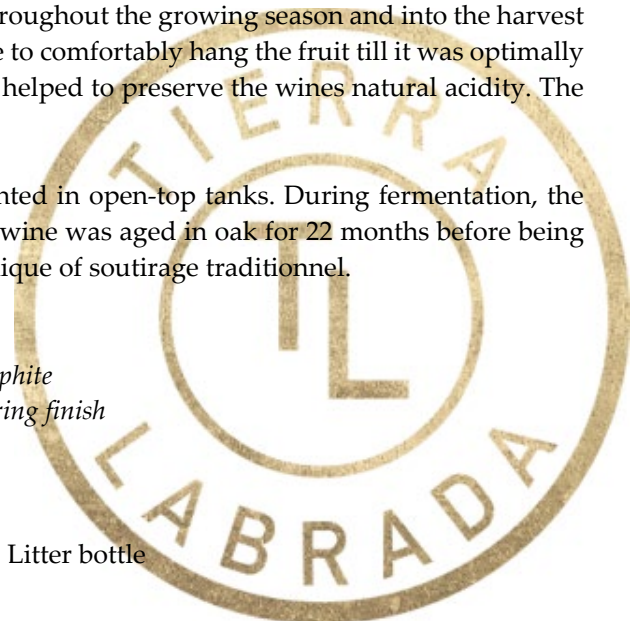 roughout the growing season and into the harvest
e to comfortably hang the fruit till it was optimally
helped to preserve the wines natural acidity. The
nted in open-top tanks. During fermentation, the
wine was aged in oak for 22 months before being
ique of soutirage traditionnel.
phite
ring finish
Litter bottle
TIERRA
TL
LABRADA